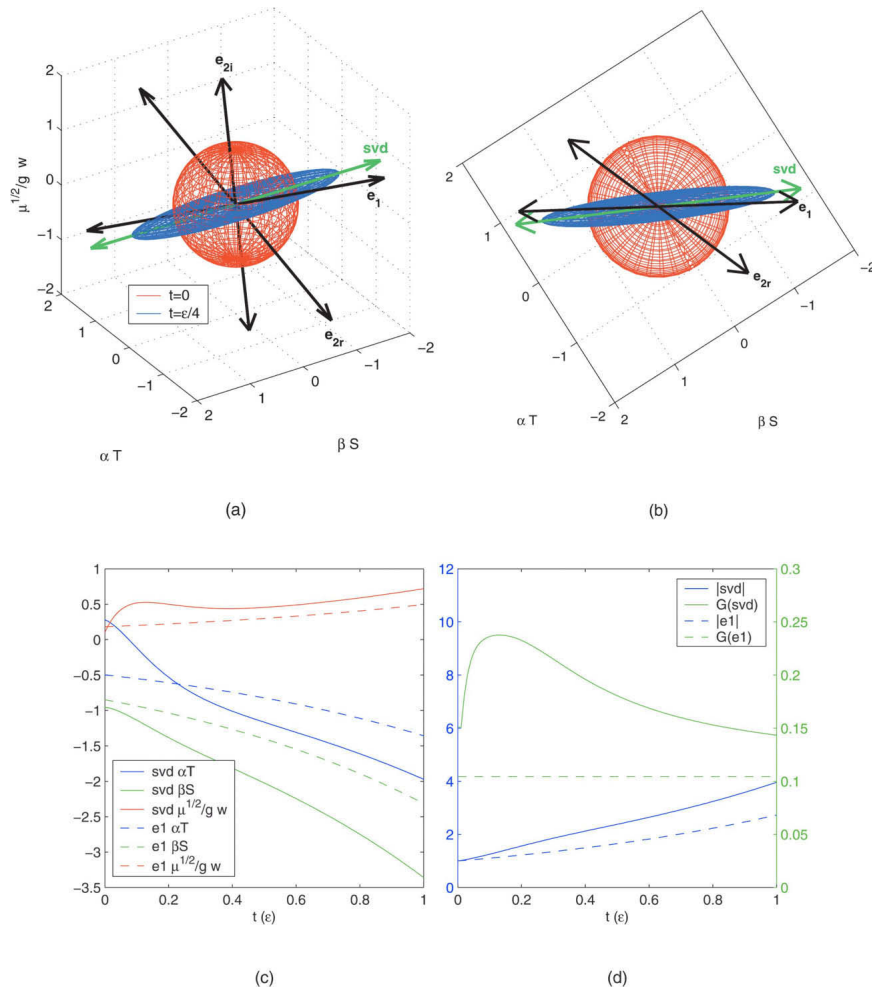 2
1
0
−1
−2
μ^1/2/g w
2
1
0
−1
−2
α T
2
1
0
−1
−2
β S
e2i
svd
e1
e2r
t=0
t=ε/4
(a)
2
1
0
−1
−2
α T
2
1
0
−1
−2
β S
svd
e1
e2r
(b)
1
0.5
0
−0.5
−1
−1.5
−2
−2.5
−3
−3.5
svd αT
svd βS
svd μ^1/2/g w
e1 αT
e1 βS
e1 μ^1/2/g w
0 0.2 0.4 0.6 0.8 1
t (ε)
(c)
12
10
8
6
4
2
0
0.3
0.25
0.2
0.15
0.1
0.05
0
|svd|
G(svd)
|e1|
G(e1)
0 0.2 0.4 0.6 0.8 1
t (ε)
(d)